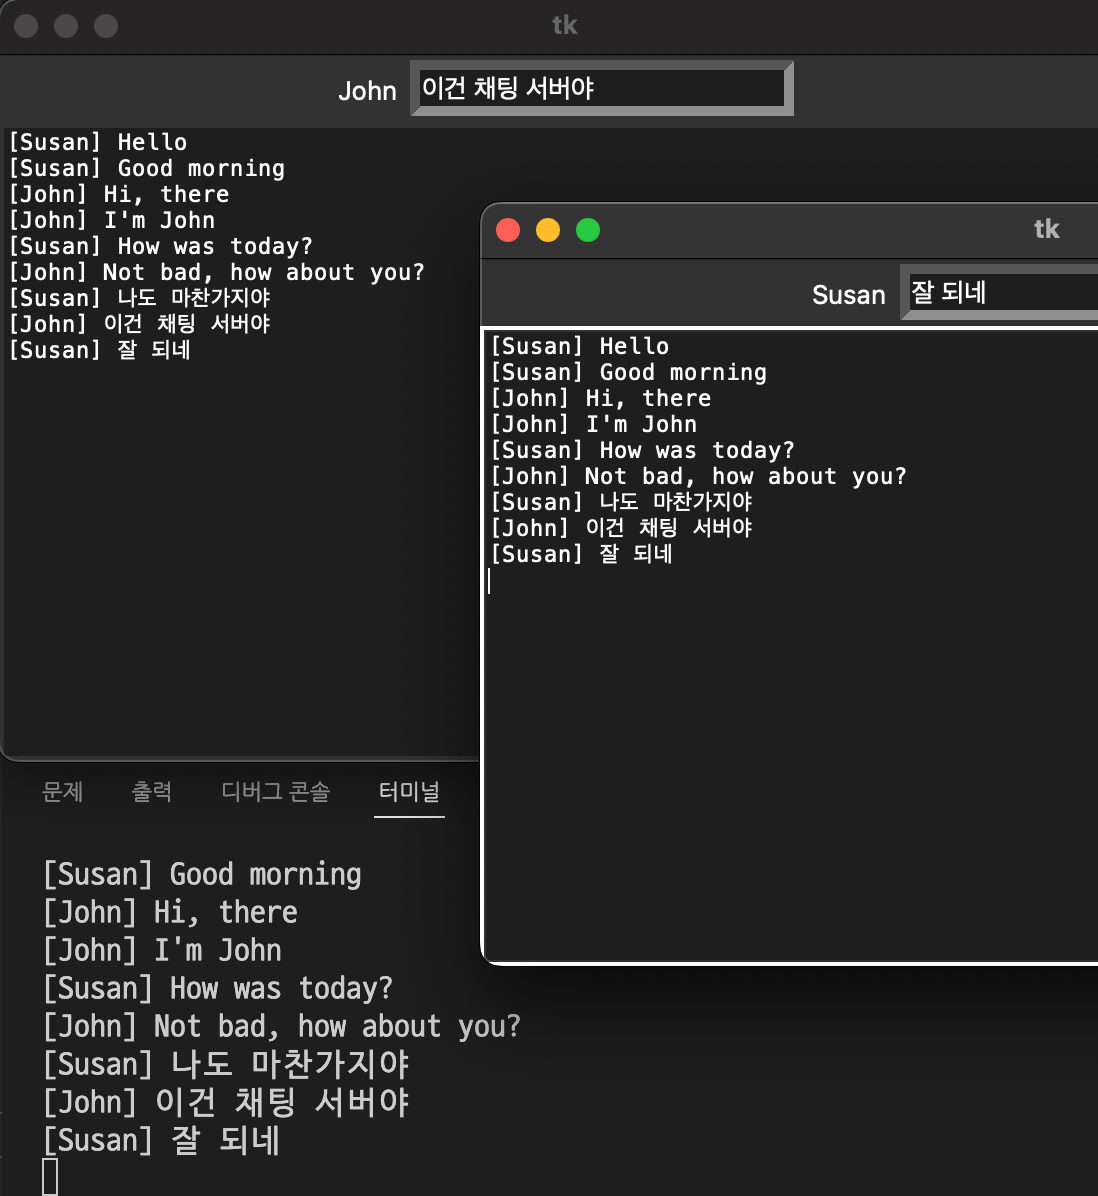 tk
John 이건 채팅 서버야
[Susan] Hello
[Susan] Good morning
[John] Hi, there
[John] I'm John
[Susan] How was today?
[John] Not bad, how about you?
[Susan] 나도 마찬가지야
[John] 이건 채팅 서버야
[Susan] 잘 되네
tk
Susan 잘 되네
[Susan] Hello
[Susan] Good morning
[John] Hi, there
[John] I'm John
[Susan] How was today?
[John] Not bad, how about you?
[Susan] 나도 마찬가지야
[John] 이건 채팅 서버야
[Susan] 잘 되네
문제 출력 디버그 콘솔 터미널
[Susan] Good morning
[John] Hi, there
[John] I'm John
[Susan] How was today?
[John] Not bad, how about you?
[Susan] 나도 마찬가지야
[John] 이건 채팅 서버야
[Susan] 잘 되네